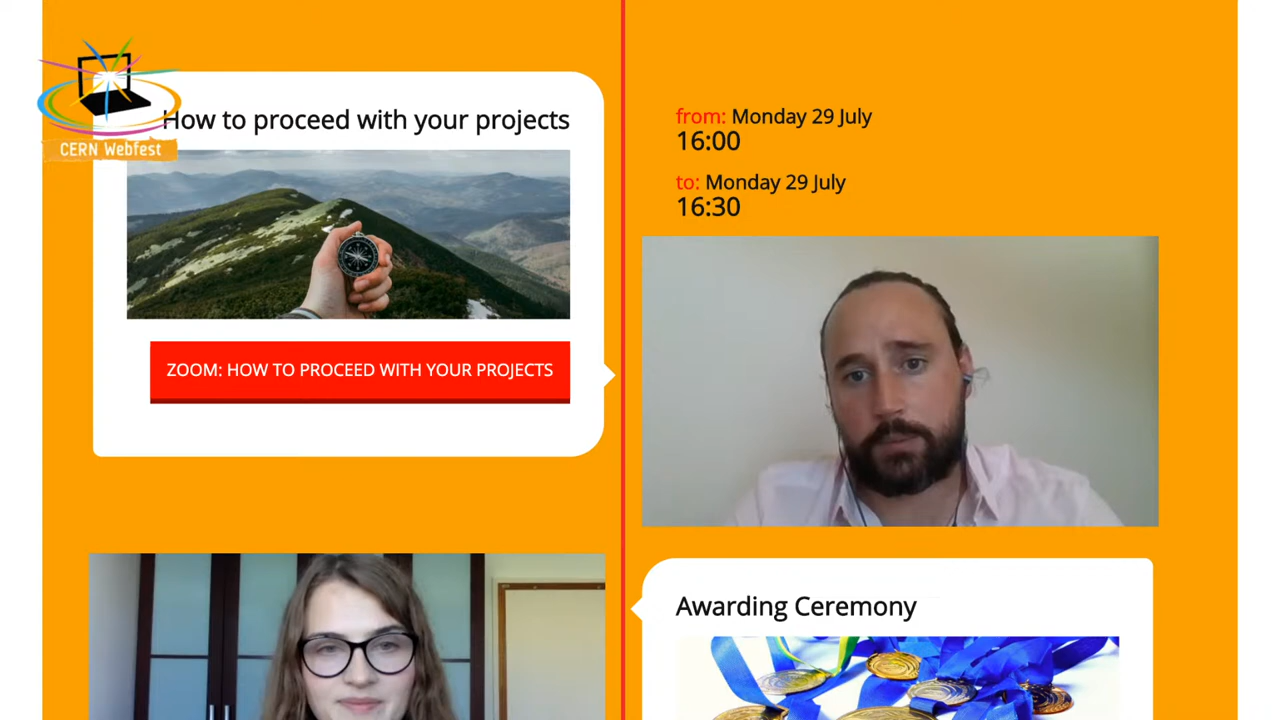 CERN Webfest
How to proceed with your projects
ZOOM: HOW TO PROCEED WITH YOUR PROJECTS
from: Monday 29 July
16:00
to: Monday 29 July
16:30
Awarding Ceremony